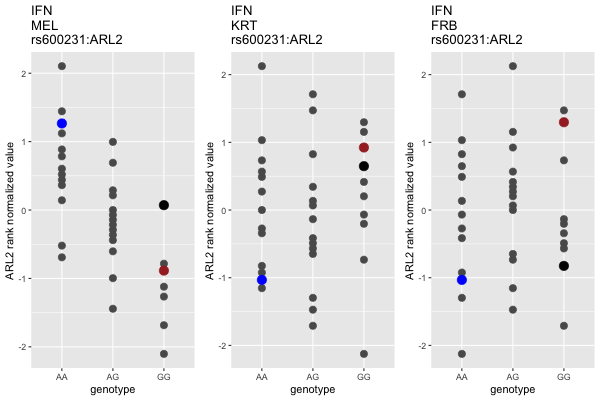 IFN
MEL
rs600231:ARL2
ARL2 rank normalized value
2
1
0
-1
-2
AA
AG
GG
genotype
IFN
KRT
rs600231:ARL2
ARL2 rank normalized value
2
1
0
-1
-2
AA
AG
GG
genotype
IFN
FRB
rs600231:ARL2
ARL2 rank normalized value
2
1
0
-1
-2
AA
AG
GG
genotype